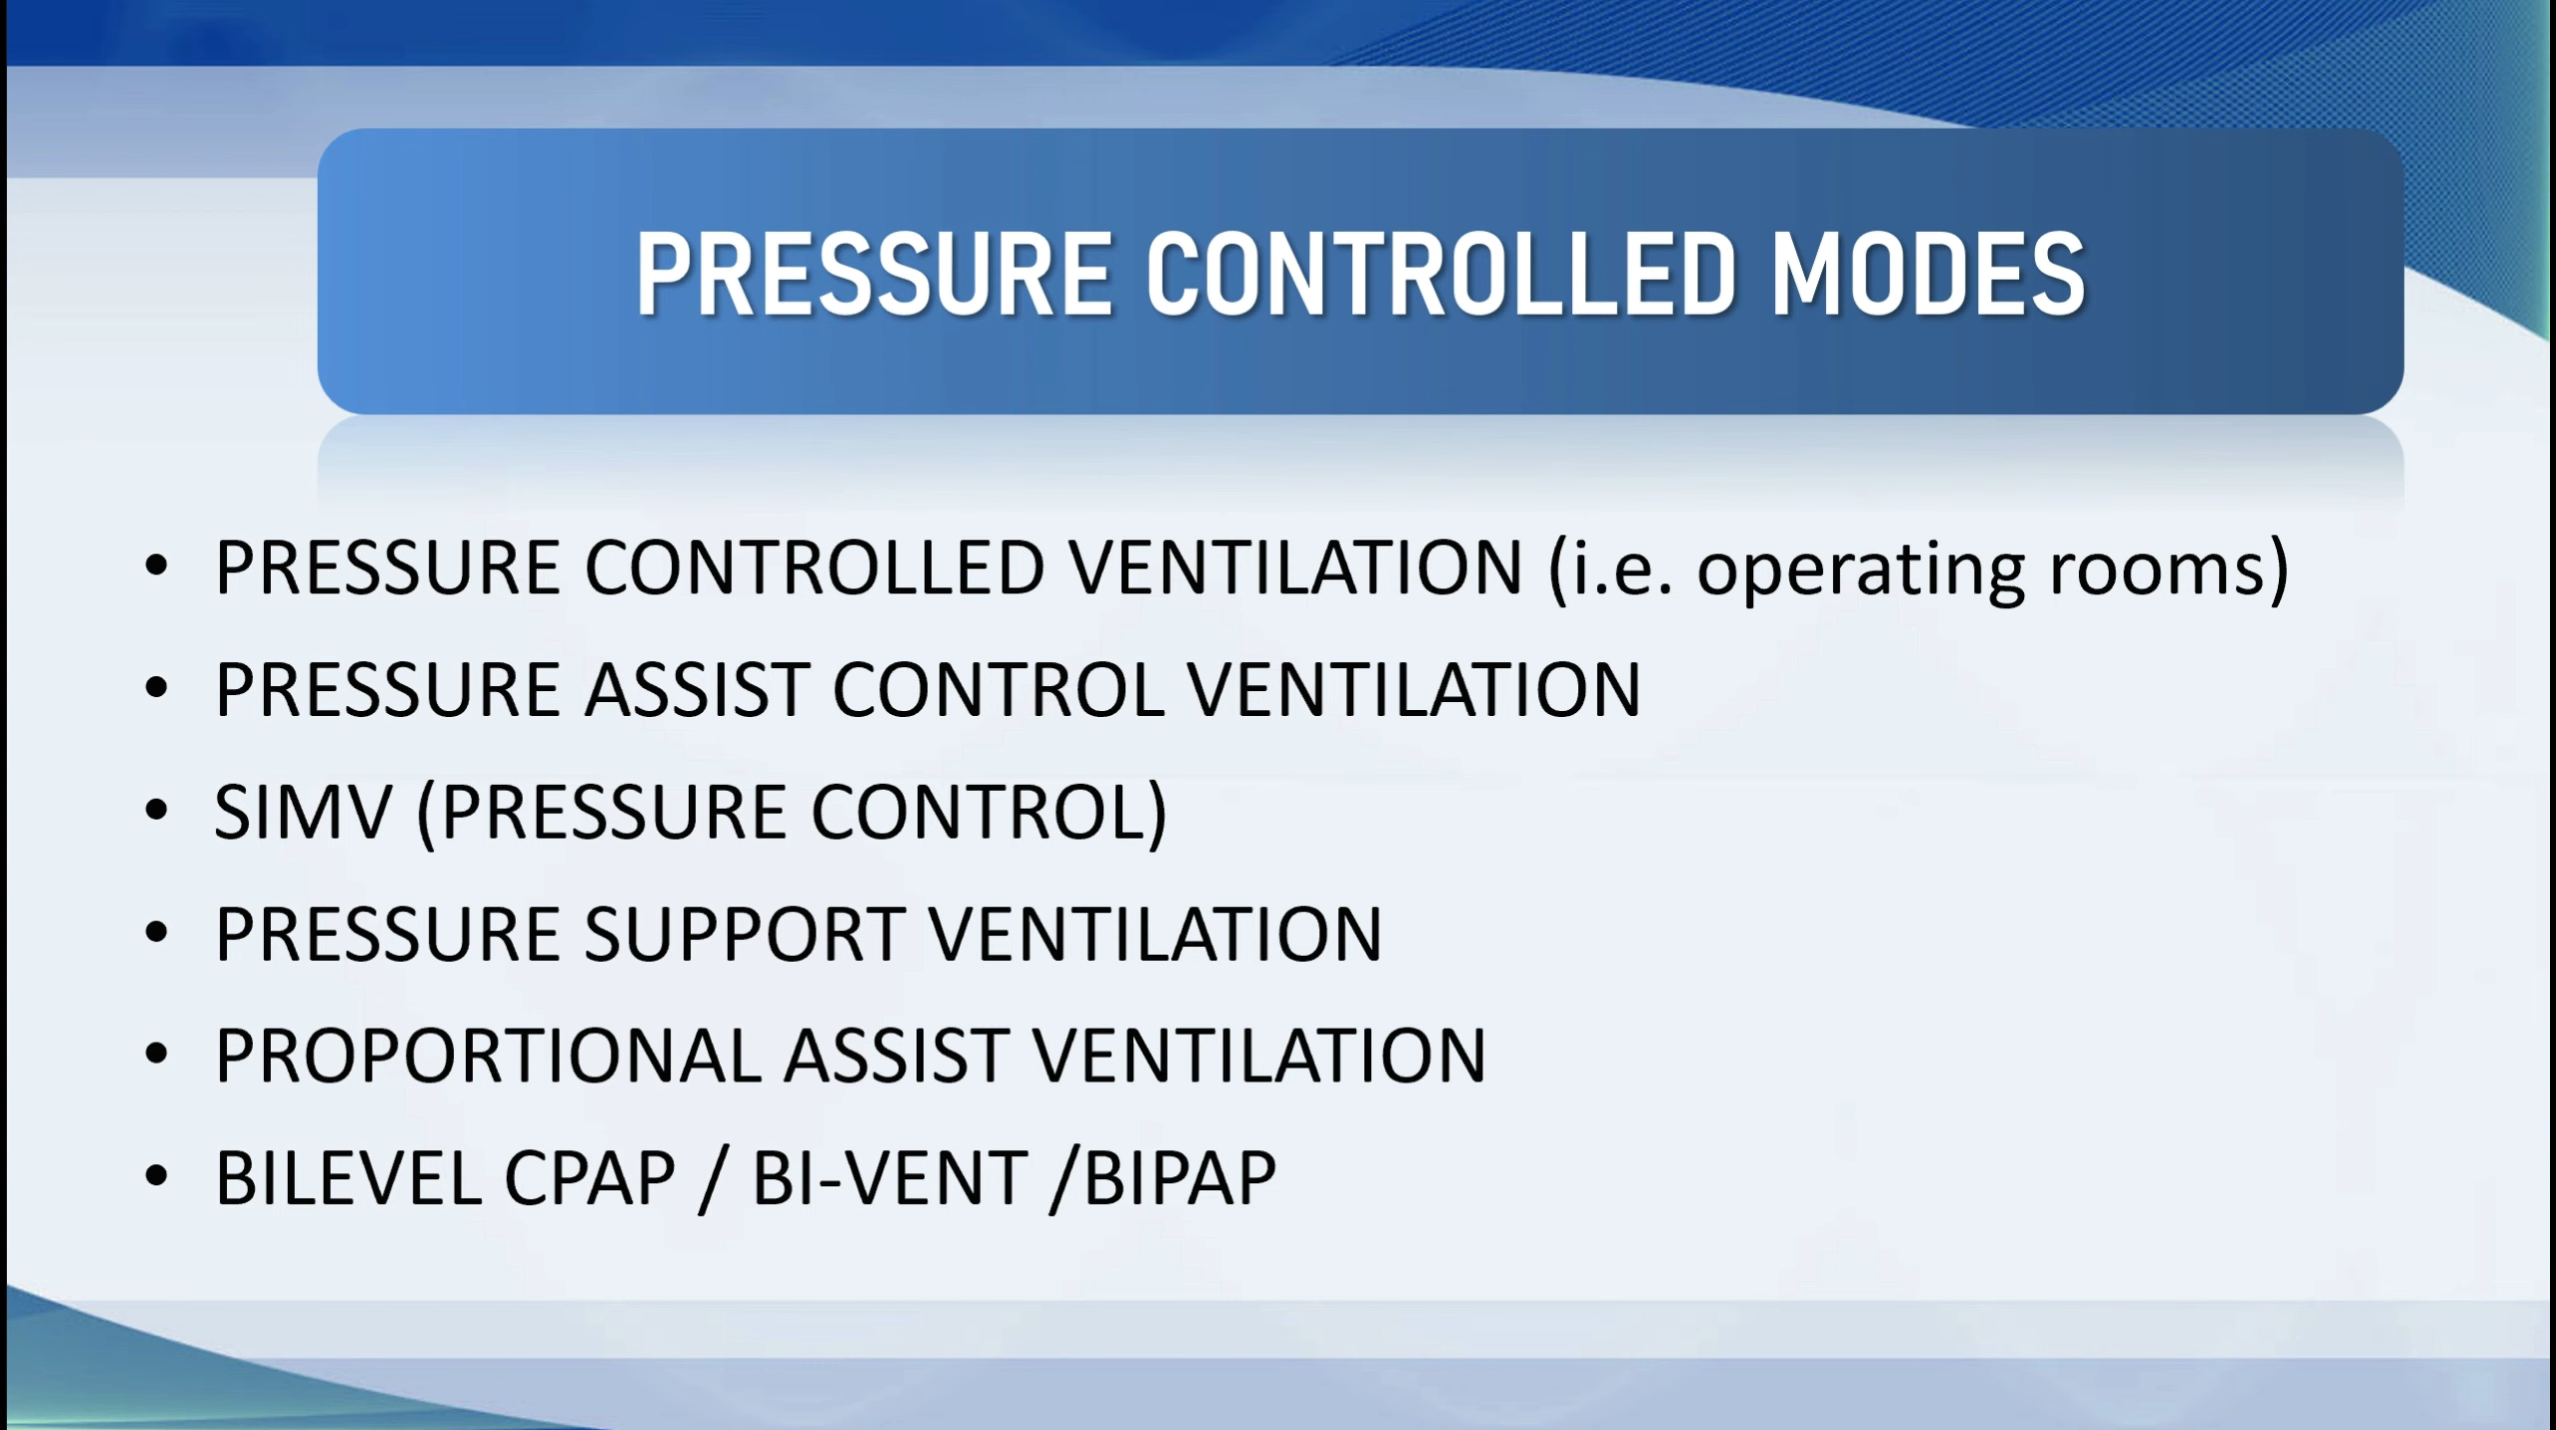 PRESSURE CONTROLLED MODES
• PRESSURE CONTROLLED VENTILATION (i.e. operating rooms)
• PRESSURE ASSIST CONTROL VENTILATION
• SIMV (PRESSURE CONTROL)
• PRESSURE SUPPORT VENTILATION
• PROPORTIONAL ASSIST VENTILATION
• BILEVEL CPAP / BI-VENT /BIPAP